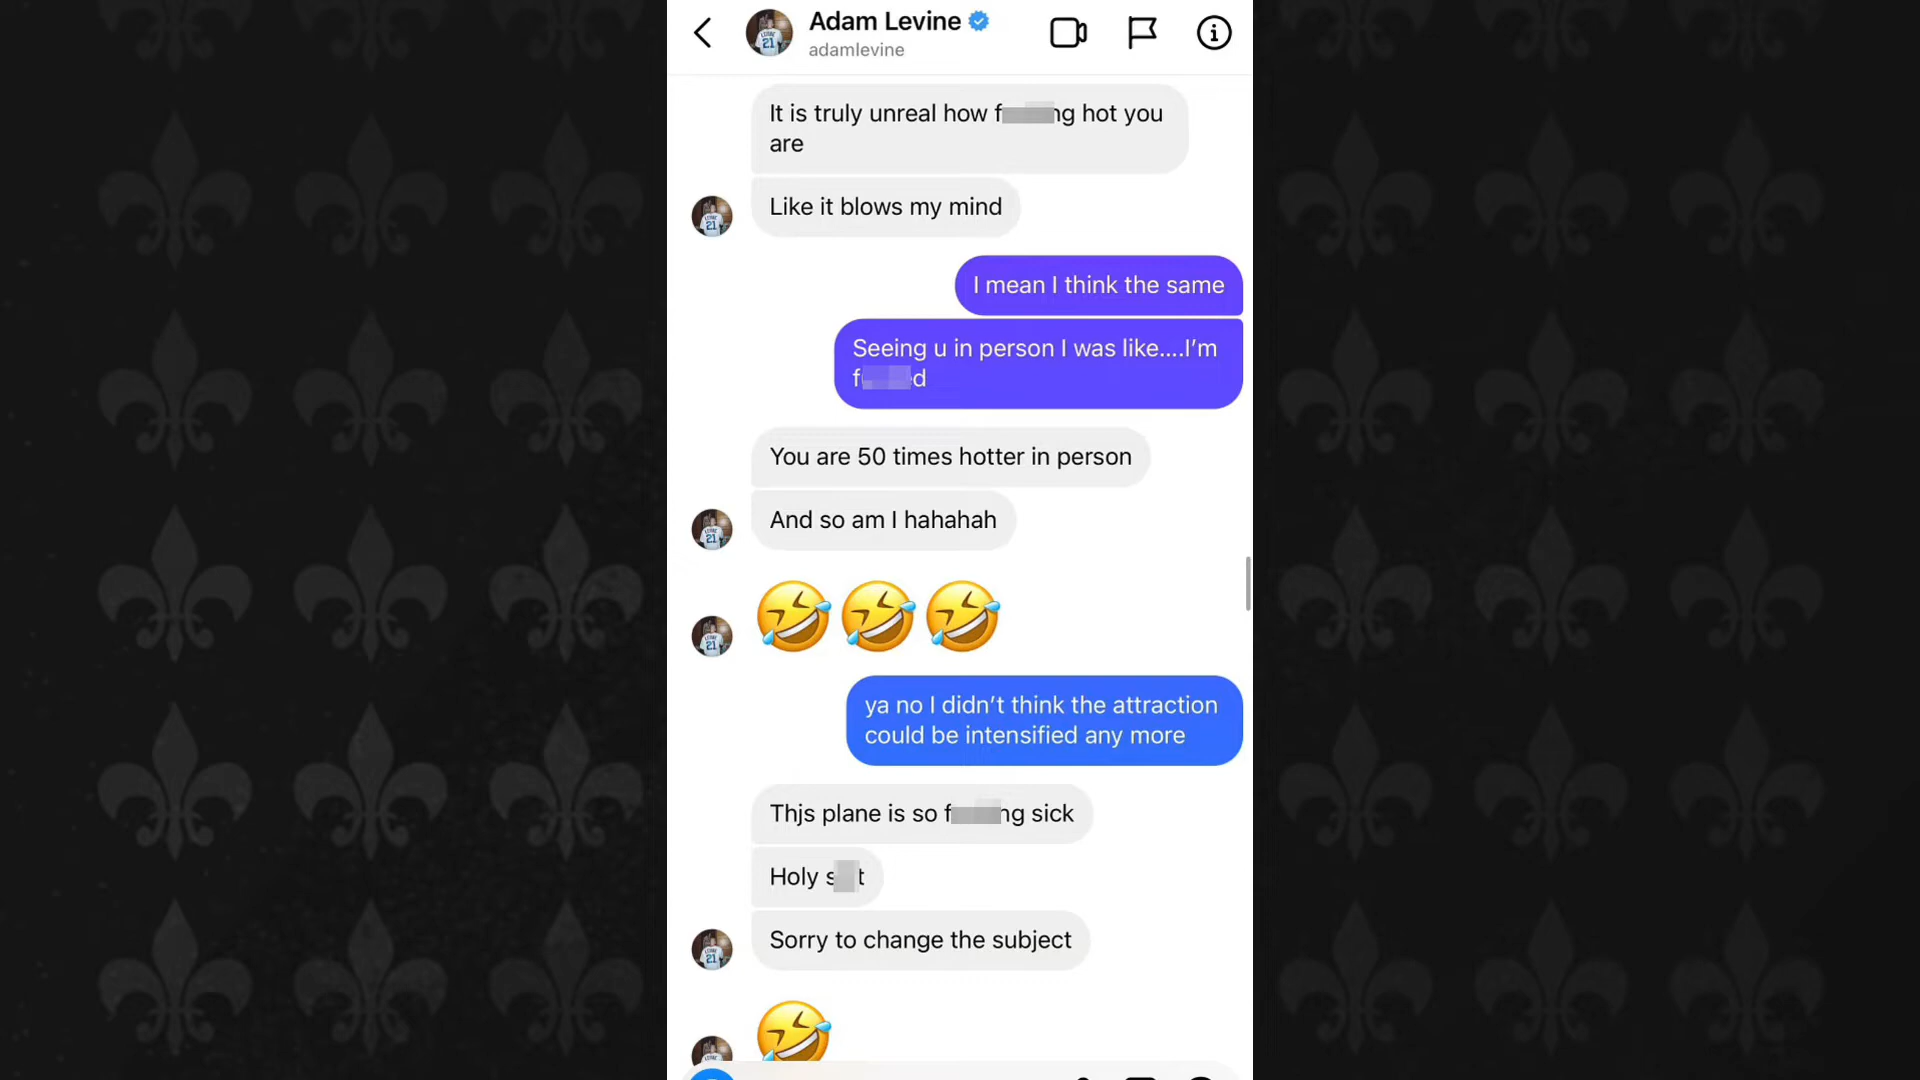 Adam Levine
adamlevine
It is truly unreal how f ng hot you
are
Like it blows my mind
I mean I think the same
Seeing u in person I was like....I'm
f d
You are 50 times hotter in person
And so am I hahahah
ya no I didn't think the attraction
could be intensified any more
Thjs plane is so f ng sick
Holy s t
Sorry to change the subject